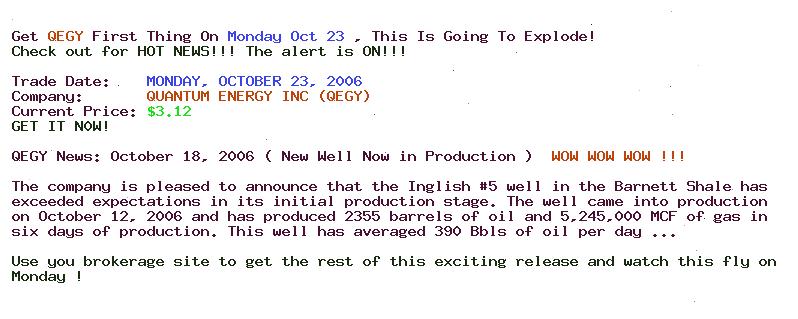 Get QEGY First Thing On Monday Oct 23 , This Is Going To Explode!
Check out for HOT NEWS!!! The alert is ON!!!
Trade Date: MONDAY, OCTOBER 23, 2006
Company: QUANTUM ENERGY INC (QEGY)
Current Price: $3.12
GET IT NOW!
QEGY News: October 18, 2006 ( New Well Now in Production ) WOW WOW WOW !!!
The company is pleased to announce that the Inglish #5 well in the Barnett Shale has
exceeded expectations in its initial production stage. The well came into production
on October 12, 2006 and has produced 2355 barrels of oil and 5,245,000 MCF of gas in
six days of production. This well has averaged 390 Bbls of oil per day ...
Use you brokerage site to get the rest of this exciting release and watch this fly on
Monday !